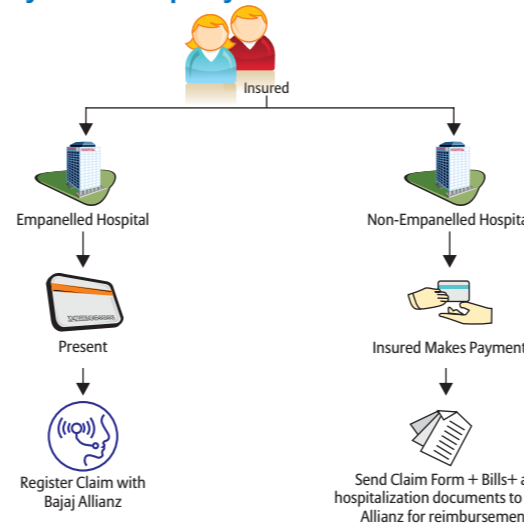 Insured
Empanelled Hospital
Non-Empanelled Hospita
Present
Insured Makes Payment
Register Claim with
Bajaj Allianz
Send Claim Form + Bills+ a
hospitalization documents to
Allianz for reimbursemen